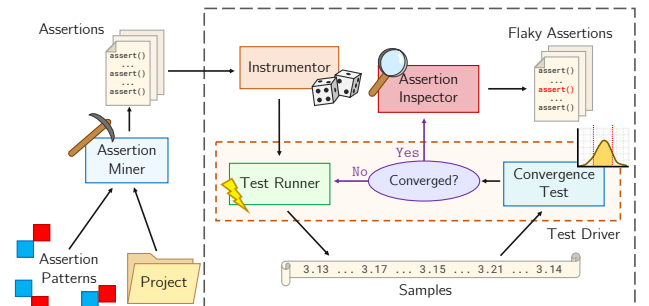 Assertions
assert()
...
assert()
...
assert()
Instrumentor
Assertion
Inspector
Flaky Assertions
assert()
...
assert()
...
assert()
Assertion
Miner
Yes
No
Test Runner
Converged?
Convergence
Test
Test Driver
Assertion
Patterns
Project
3.13 ... 3.17 ... 3.15 ... 3.21 ... 3.14
Samples